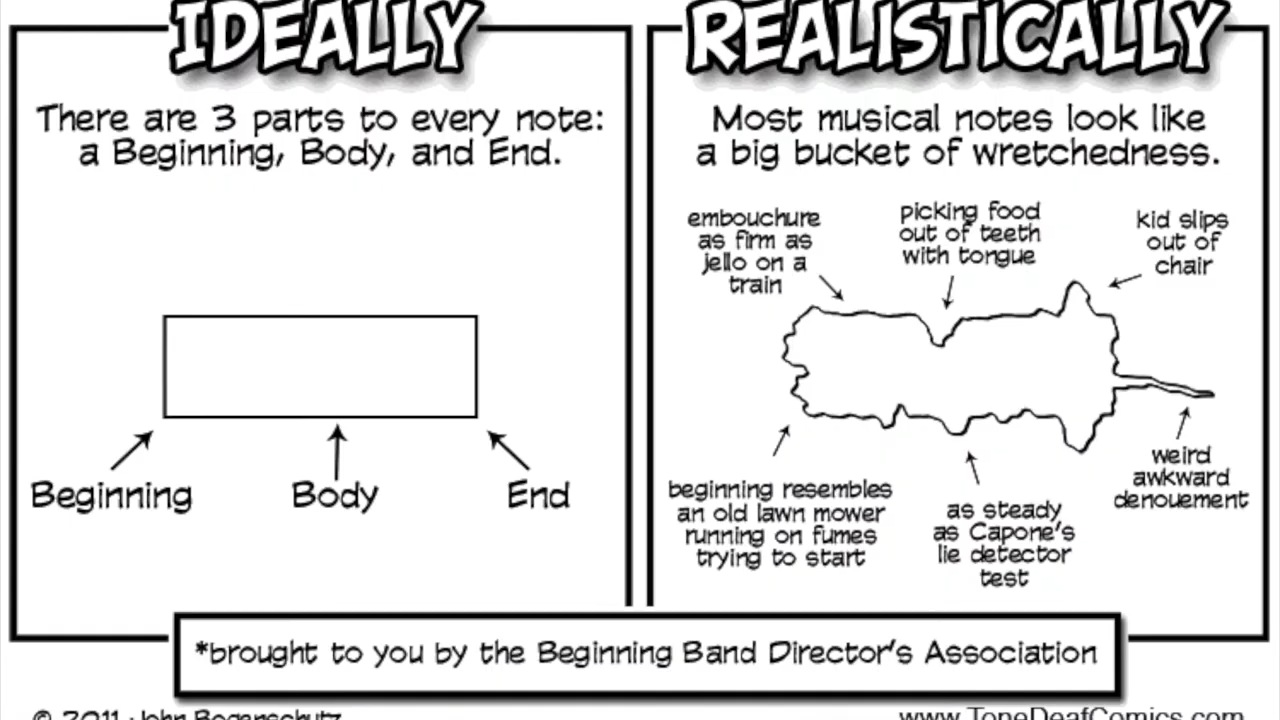 IDEALLY
There are 3 parts to every note:
a Beginning, Body, and End.
Beginning
Body
End
REALISTICALLY
Most musical notes look like
a big bucket of wretchedness.
embouchure
as firm as
jello on a
train
picking food
out of teeth
with tongue
kid slips
out of
chair
beginning resembles
an old lawn mower
running on fumes
trying to start
as steady
as Capone's
lie detector
test
weird
awkward
denouement
*brought to you by the Beginning Band Director's Association
© 2011 John Bogenschutz
www.ToneDeafComics.com